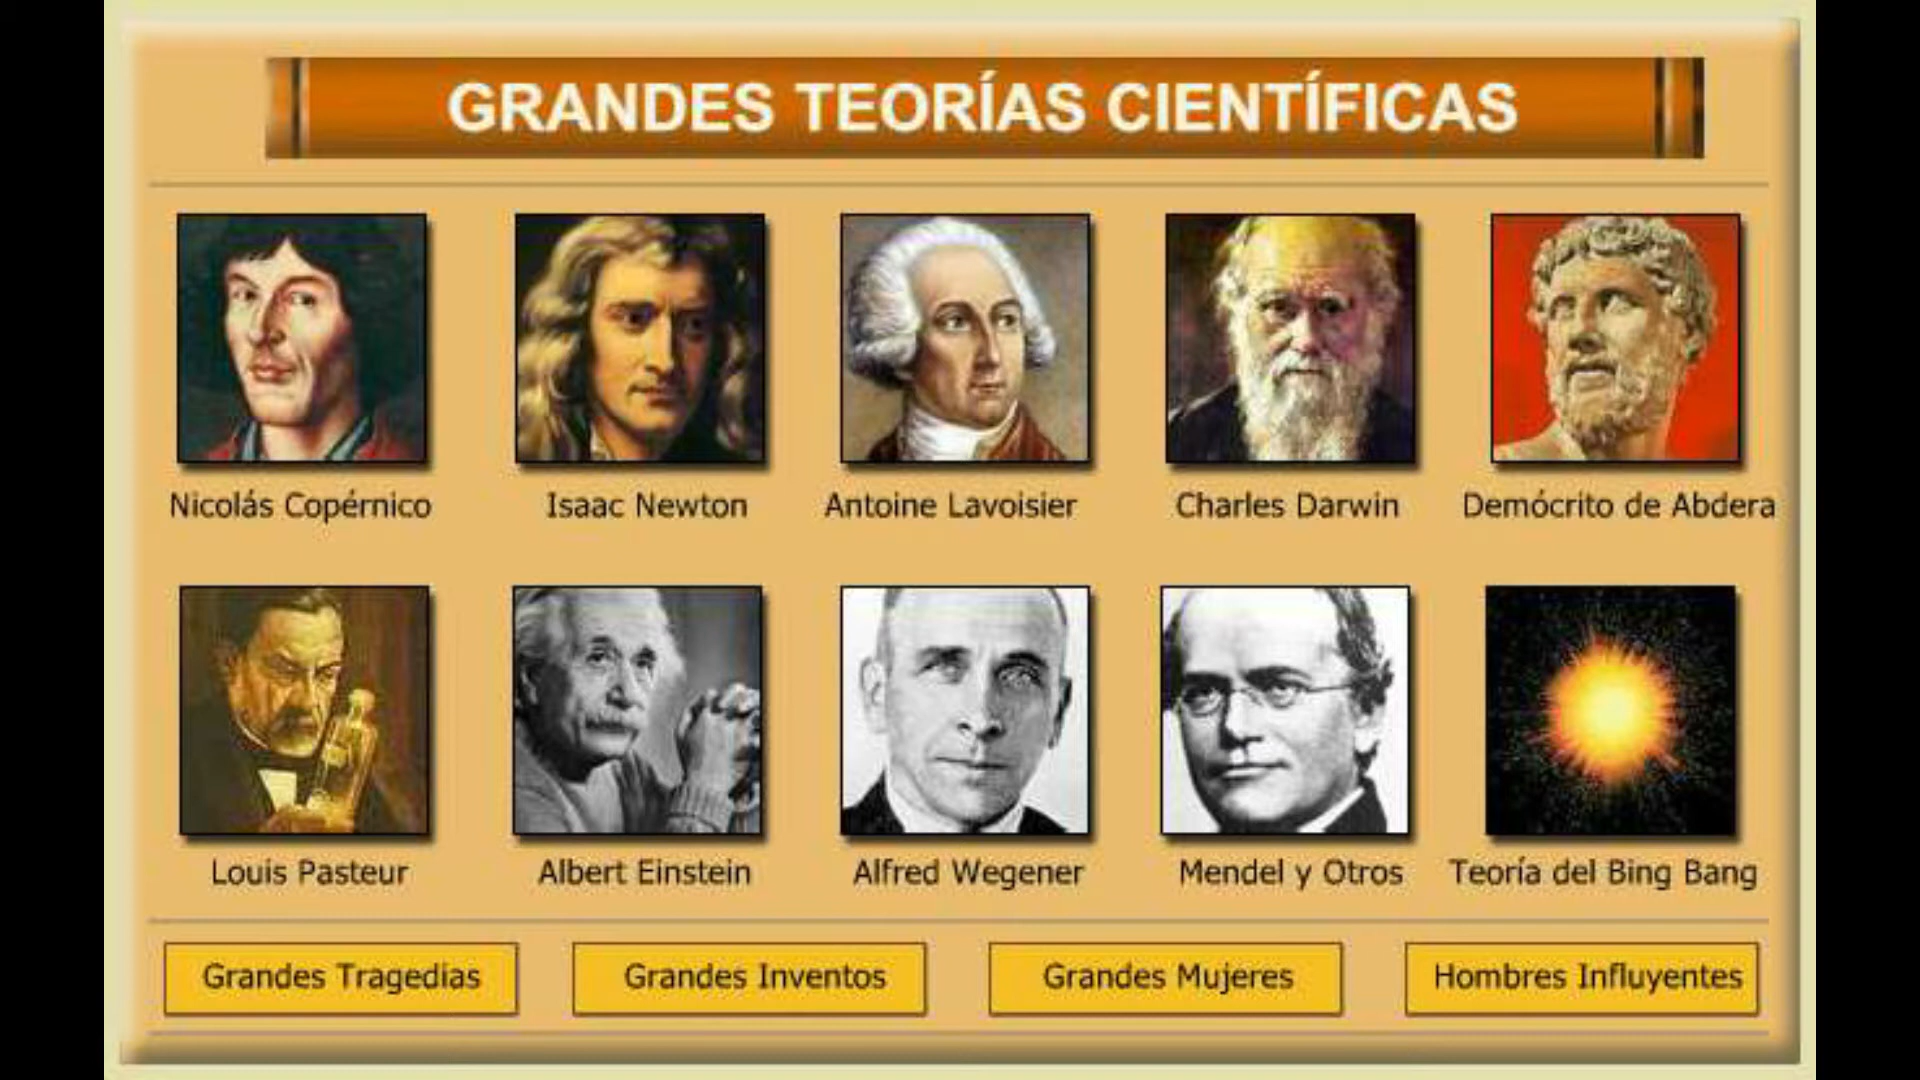 GRANDES TEORÍAS CIENTÍFICAS
Nicolás Copérnico
Isaac Newton
Antoine Lavoisier
Charles Darwin
Demócrito de Abdera
Louis Pasteur
Albert Einstein
Alfred Wegener
Mendel y Otros
Teoría del Bing Bang
Grandes Tragedias
Grandes Inventos
Grandes Mujeres
Hombres Influyentes